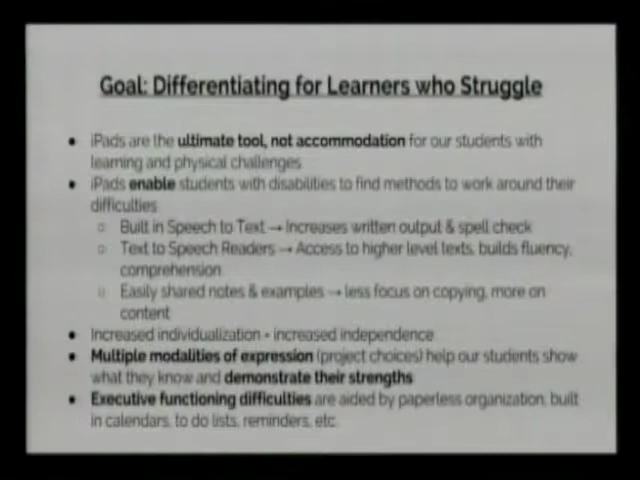 Goal: Differentiating for Learners who Struggle
● iPads are the ultimate tool, not accommodation for our students with
learning and physical challenges
● iPads enable students with disabilities to find methods to work around their
difficulties
○ Built in Speech to Text → Increases written output & spell check
○ Text to Speech Readers → Access to higher level texts, builds fluency,
comprehension
○ Easily shared notes & examples → less focus on copying, more on
content
● Increased individualization = increased independence
● Multiple modalities of expression (project choices) help our students show
what they know and demonstrate their strengths
● Executive functioning difficulties are aided by paperless organization, built
in calendars, to do lists, reminders, etc.